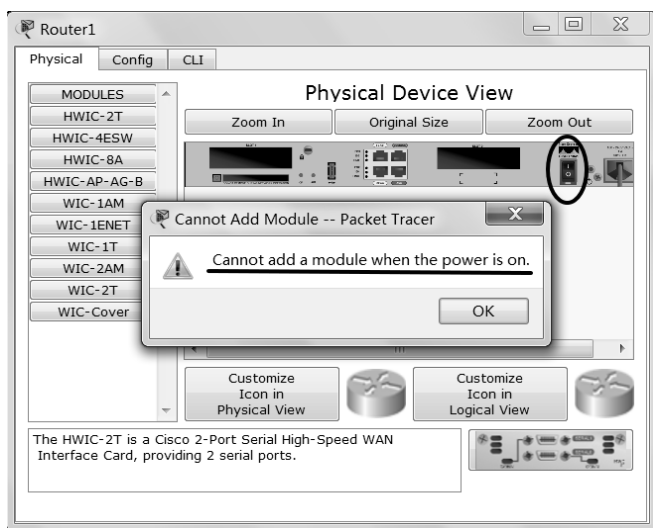 Router1
Physical Config CLI
MODULES
HWIC-2T
HWIC-4ESW
HWIC-8A
HWIC-AP-AG-B
WIC-1AM
WIC-1ENET
WIC-1T
WIC-2AM
WIC-2T
WIC-Cover
Physical Device View
Zoom In Original Size Zoom Out
Cannot Add Module -- Packet Tracer
Cannot add a module when the power is on.
OK
Customize
Icon in
Physical View
Customize
Icon in
Logical View
The HWIC-2T is a Cisco 2-Port Serial High-Speed WAN
Interface Card, providing 2 serial ports.